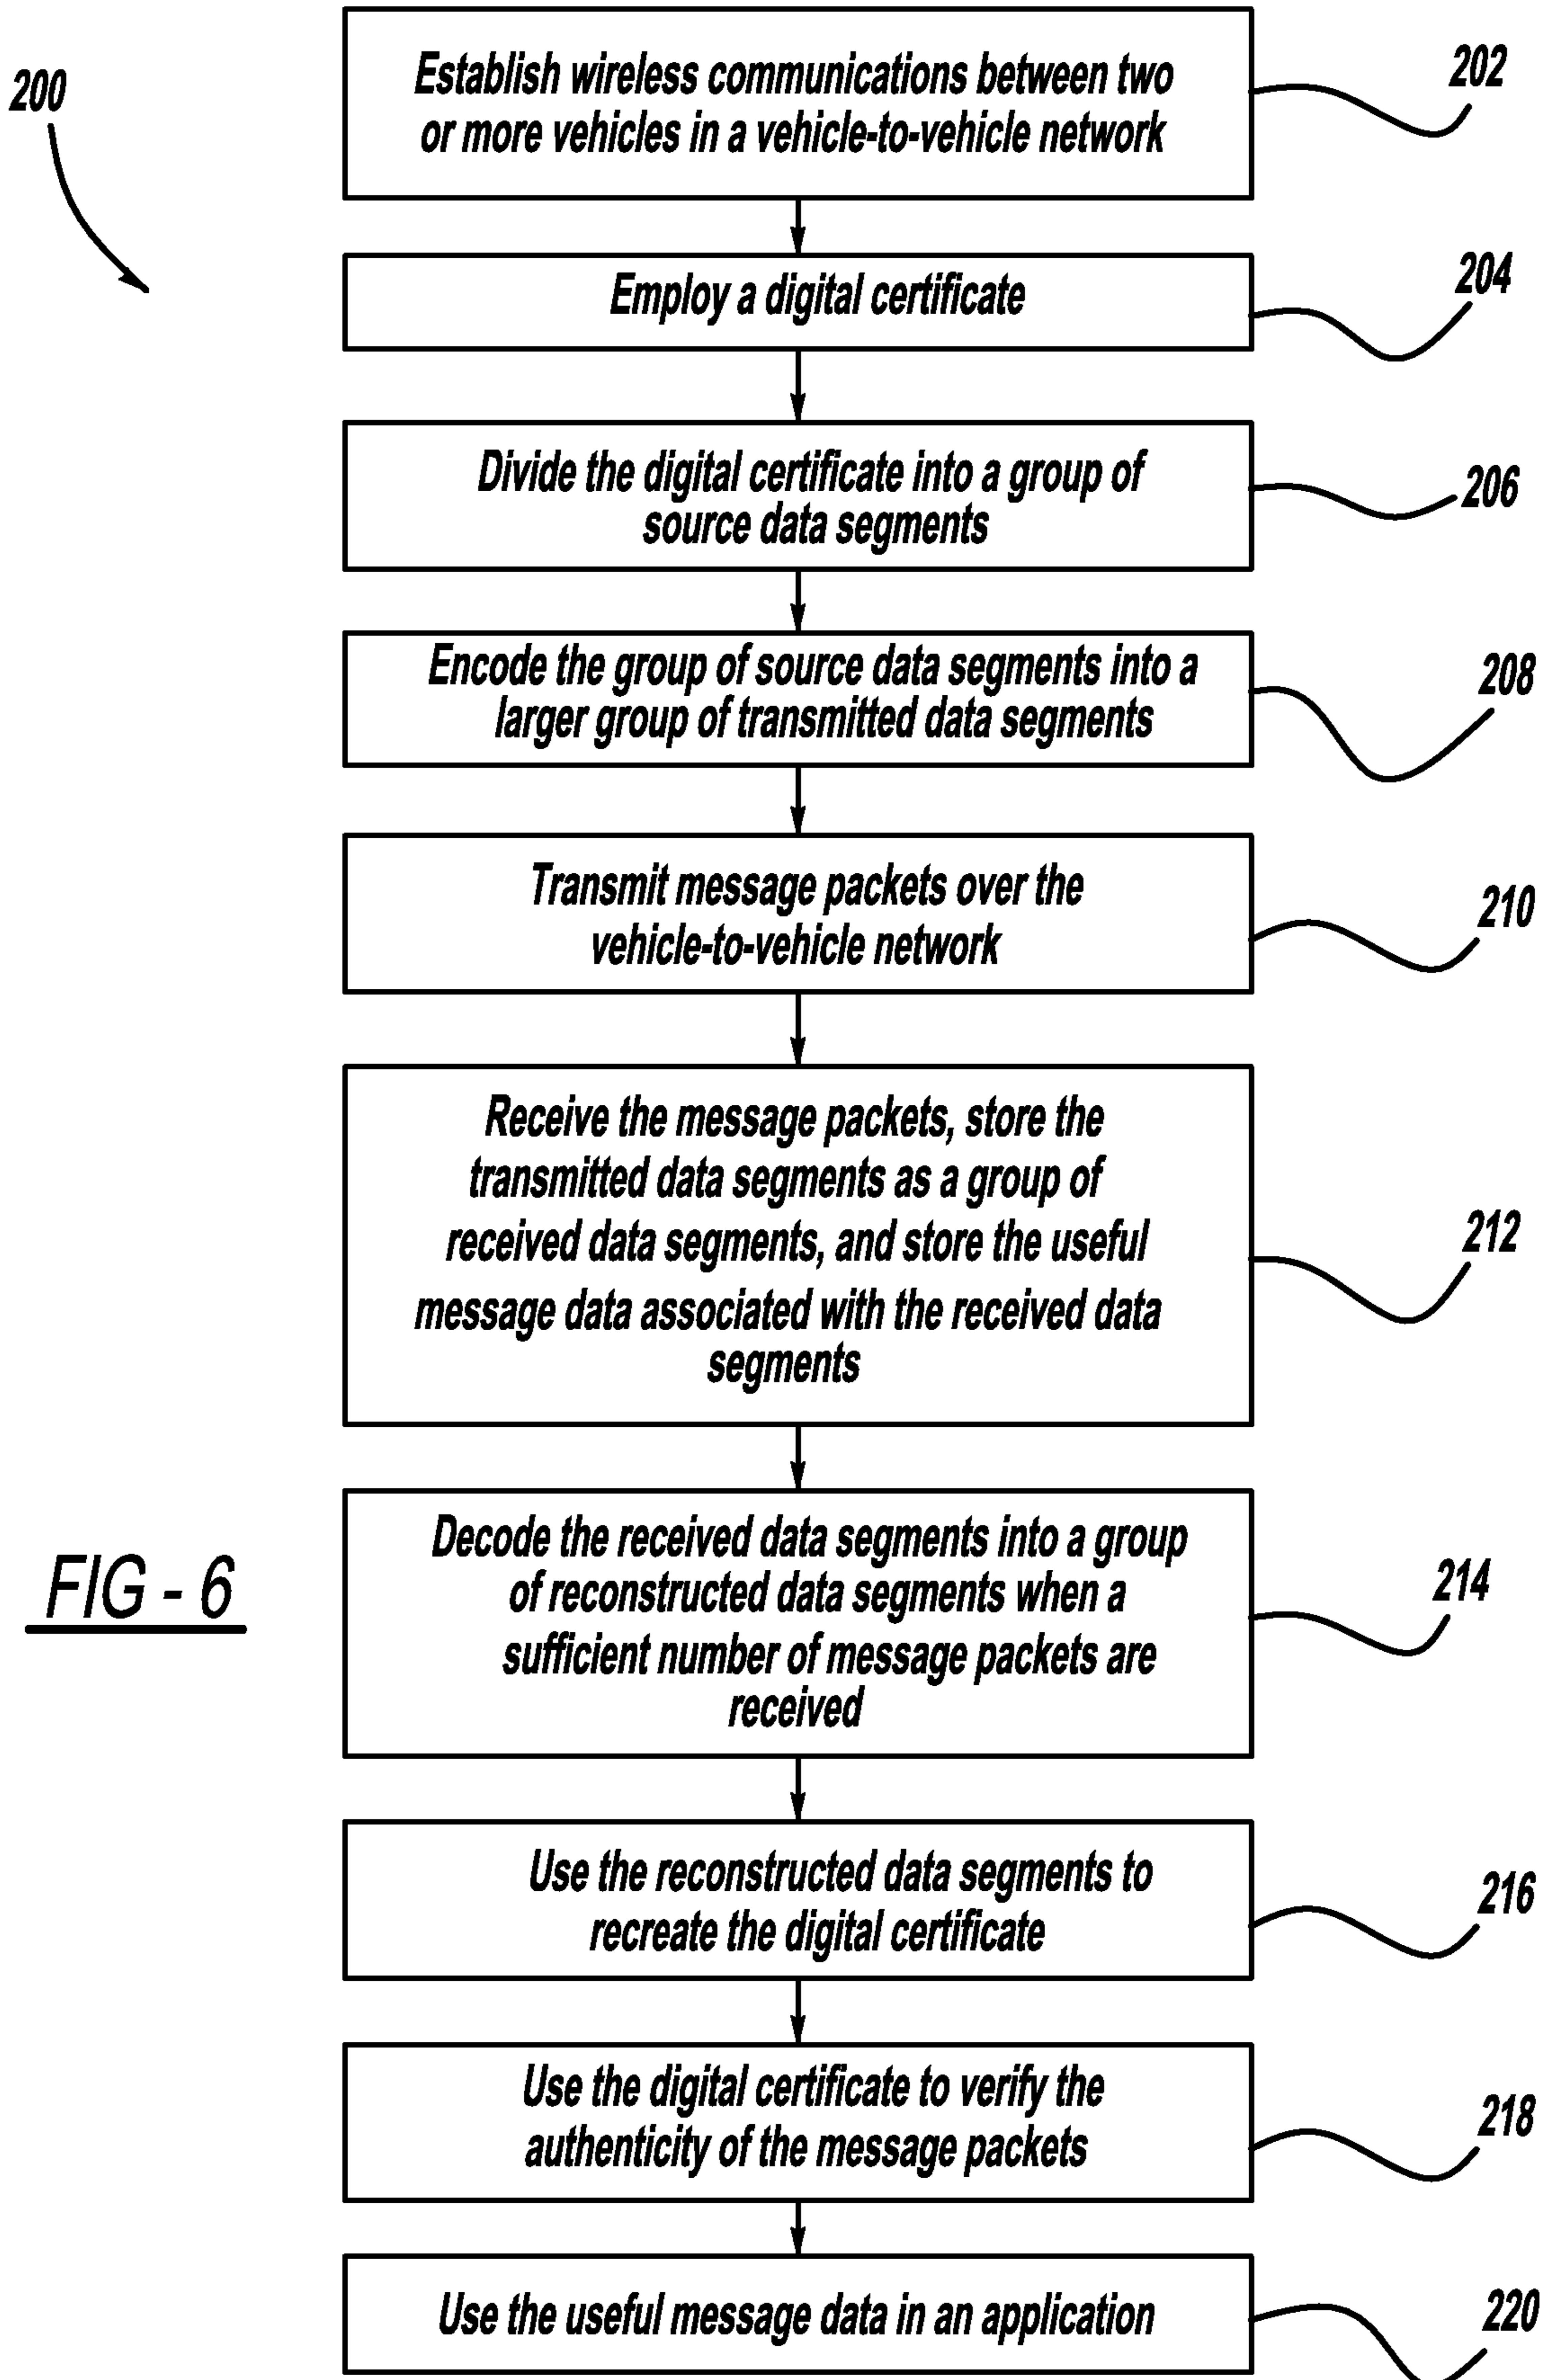 200
Establish wireless communications between two
or more vehicles in a vehicle-to-vehicle network
202
Employ a digital certificate
204
Divide the digital certificate into a group of
source data segments
206
Encode the group of source data segments into a
larger group of transmitted data segments
208
Transmit message packets over the
vehicle-to-vehicle network
210
Receive the message packets, store the
transmitted data segments as a group of
received data segments, and store the useful
message data associated with the received data
segments
212
Decode the received data segments into a group
of reconstructed data segments when a
sufficient number of message packets are
received
214
FIG - 6
Use the reconstructed data segments to
recreate the digital certificate
216
Use the digital certificate to verify the
authenticity of the message packets
218
Use the useful message data in an application
220